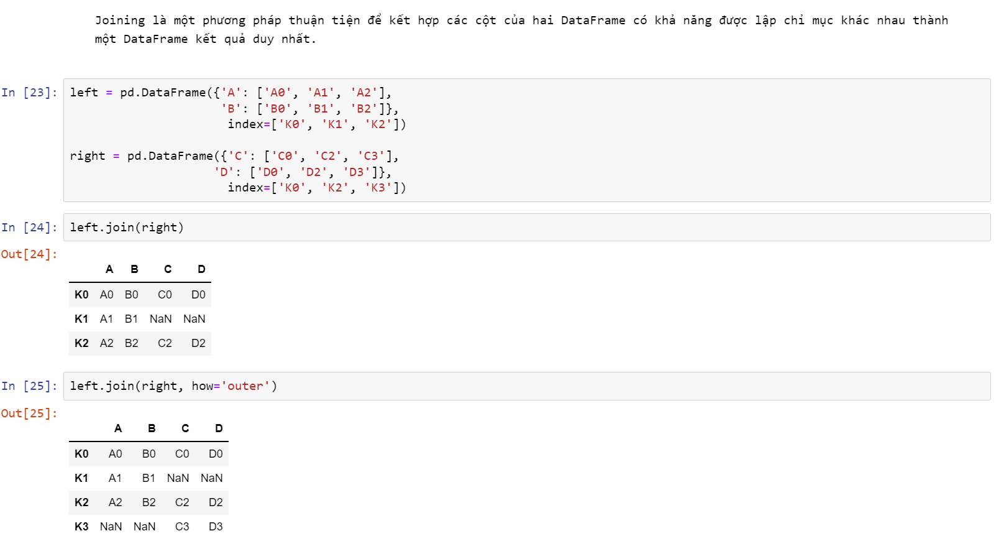 Joining là một phương pháp thuận tiện để kết hợp các cột của hai DataFrame có khả năng được lập chỉ mục khác nhau thành
một DataFrame kết quả duy nhất.
In [23]: left = pd.DataFrame({'A': ['A0', 'A1', 'A2'],
'B': ['B0', 'B1', 'B2']},
index=['K0', 'K1', 'K2'])
right = pd.DataFrame({'C': ['C0', 'C2', 'C3'],
'D': ['D0', 'D2', 'D3']},
index=['K0', 'K2', 'K3'])
In [24]: left.join(right)
Out[24]:
A B C D
K0 A0 B0 C0 D0
K1 A1 B1 NaN NaN
K2 A2 B2 C2 D2
In [25]: left.join(right, how='outer')
Out[25]:
A B C D
K0 A0 B0 C0 D0
K1 A1 B1 NaN NaN
K2 A2 B2 C2 D2
K3 NaN NaN C3 D3